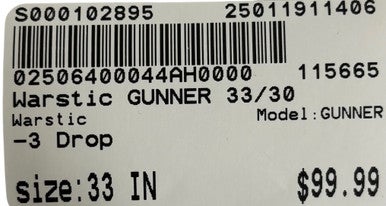 S000102895 25011911406
02506400044AH0000 115665
Warstic GUNNER 33/30
Warstic Model:GUNNER
-3 Drop
size:33 IN $99.99